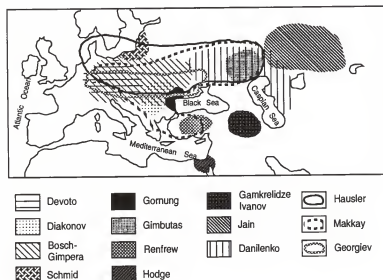 Atlantic Ocean
Black Sea
Caspian Sea
Mediterranean Sea
Devoto
Gornung
Gamkrelidze
Ivanov
Hausler
Diakonov
Gimbutas
Jain
Makkay
Bosch-
Gimpera
Renfrew
Danilenko
Georgiev
Schmid
Hodge